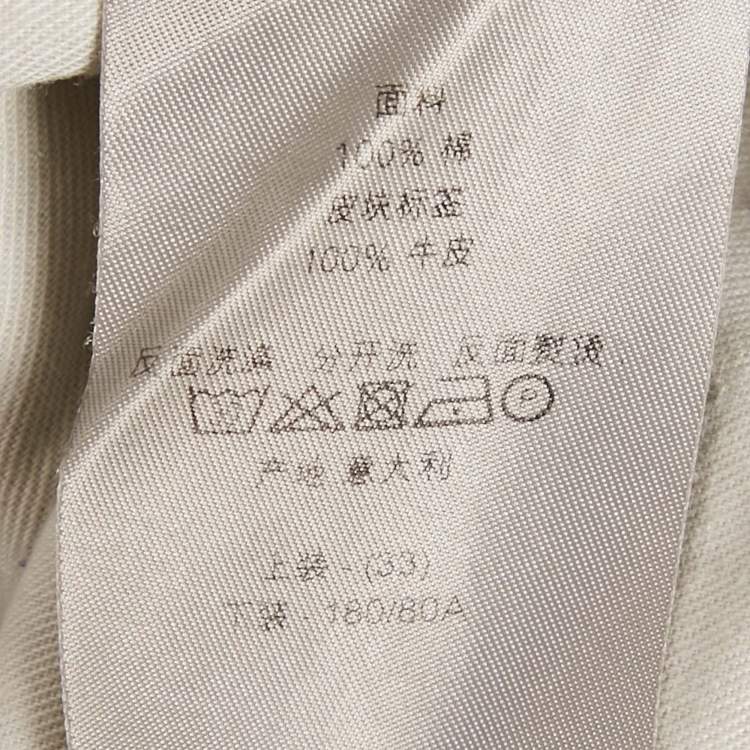 面料
100% 棉
皮块标签
100% 牛皮
反面洗涤 分开洗 反面熨烫
30
P
产地 意大利
上装 - (33)
下装 - 180/80A